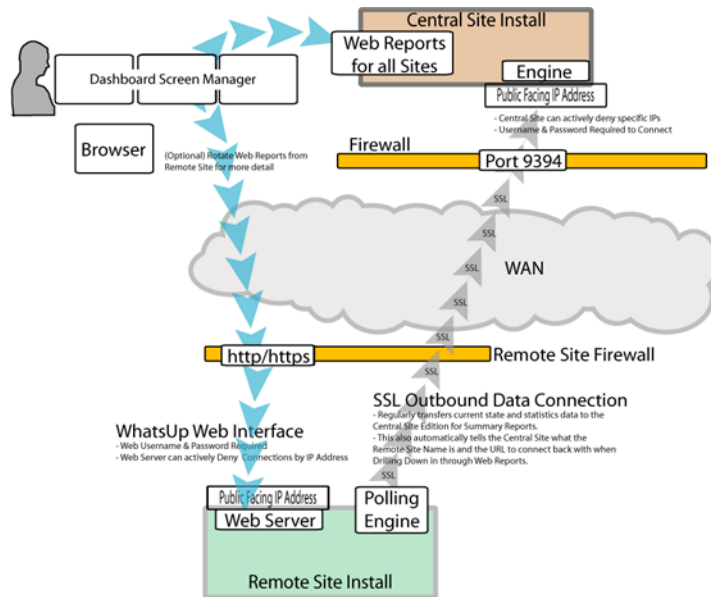 Central Site Install
Web Reports
for all Sites
Dashboard Screen Manager
Engine
Public Facing IP Address
- Central Site can actively deny specific IPs
- Username & Password Required to Connect
Browser
(Optional) Rotate Web Reports from
Remote Site for more detail
Firewall
Port 9394
SSL
SSL
SSL
WAN
SSL
SSL
SSL
http/https
Remote Site Firewall
SSL
SSL
SSL Outbound Data Connection
- Regularly transfers current state and statistics data to the
Central Site Edition for Summary Reports.
- This also automatically tells the Central Site what the
Remote Site Name is and the URL to connect back with when
Drilling Down in through Web Reports.
SSL
SSL
WhatsUp Web Interface
- Web Username & Password Required
- Web Server can actively Deny Connections by IP Address
Public Facing IP Address
Web Server
Polling
Engine
Remote Site Install